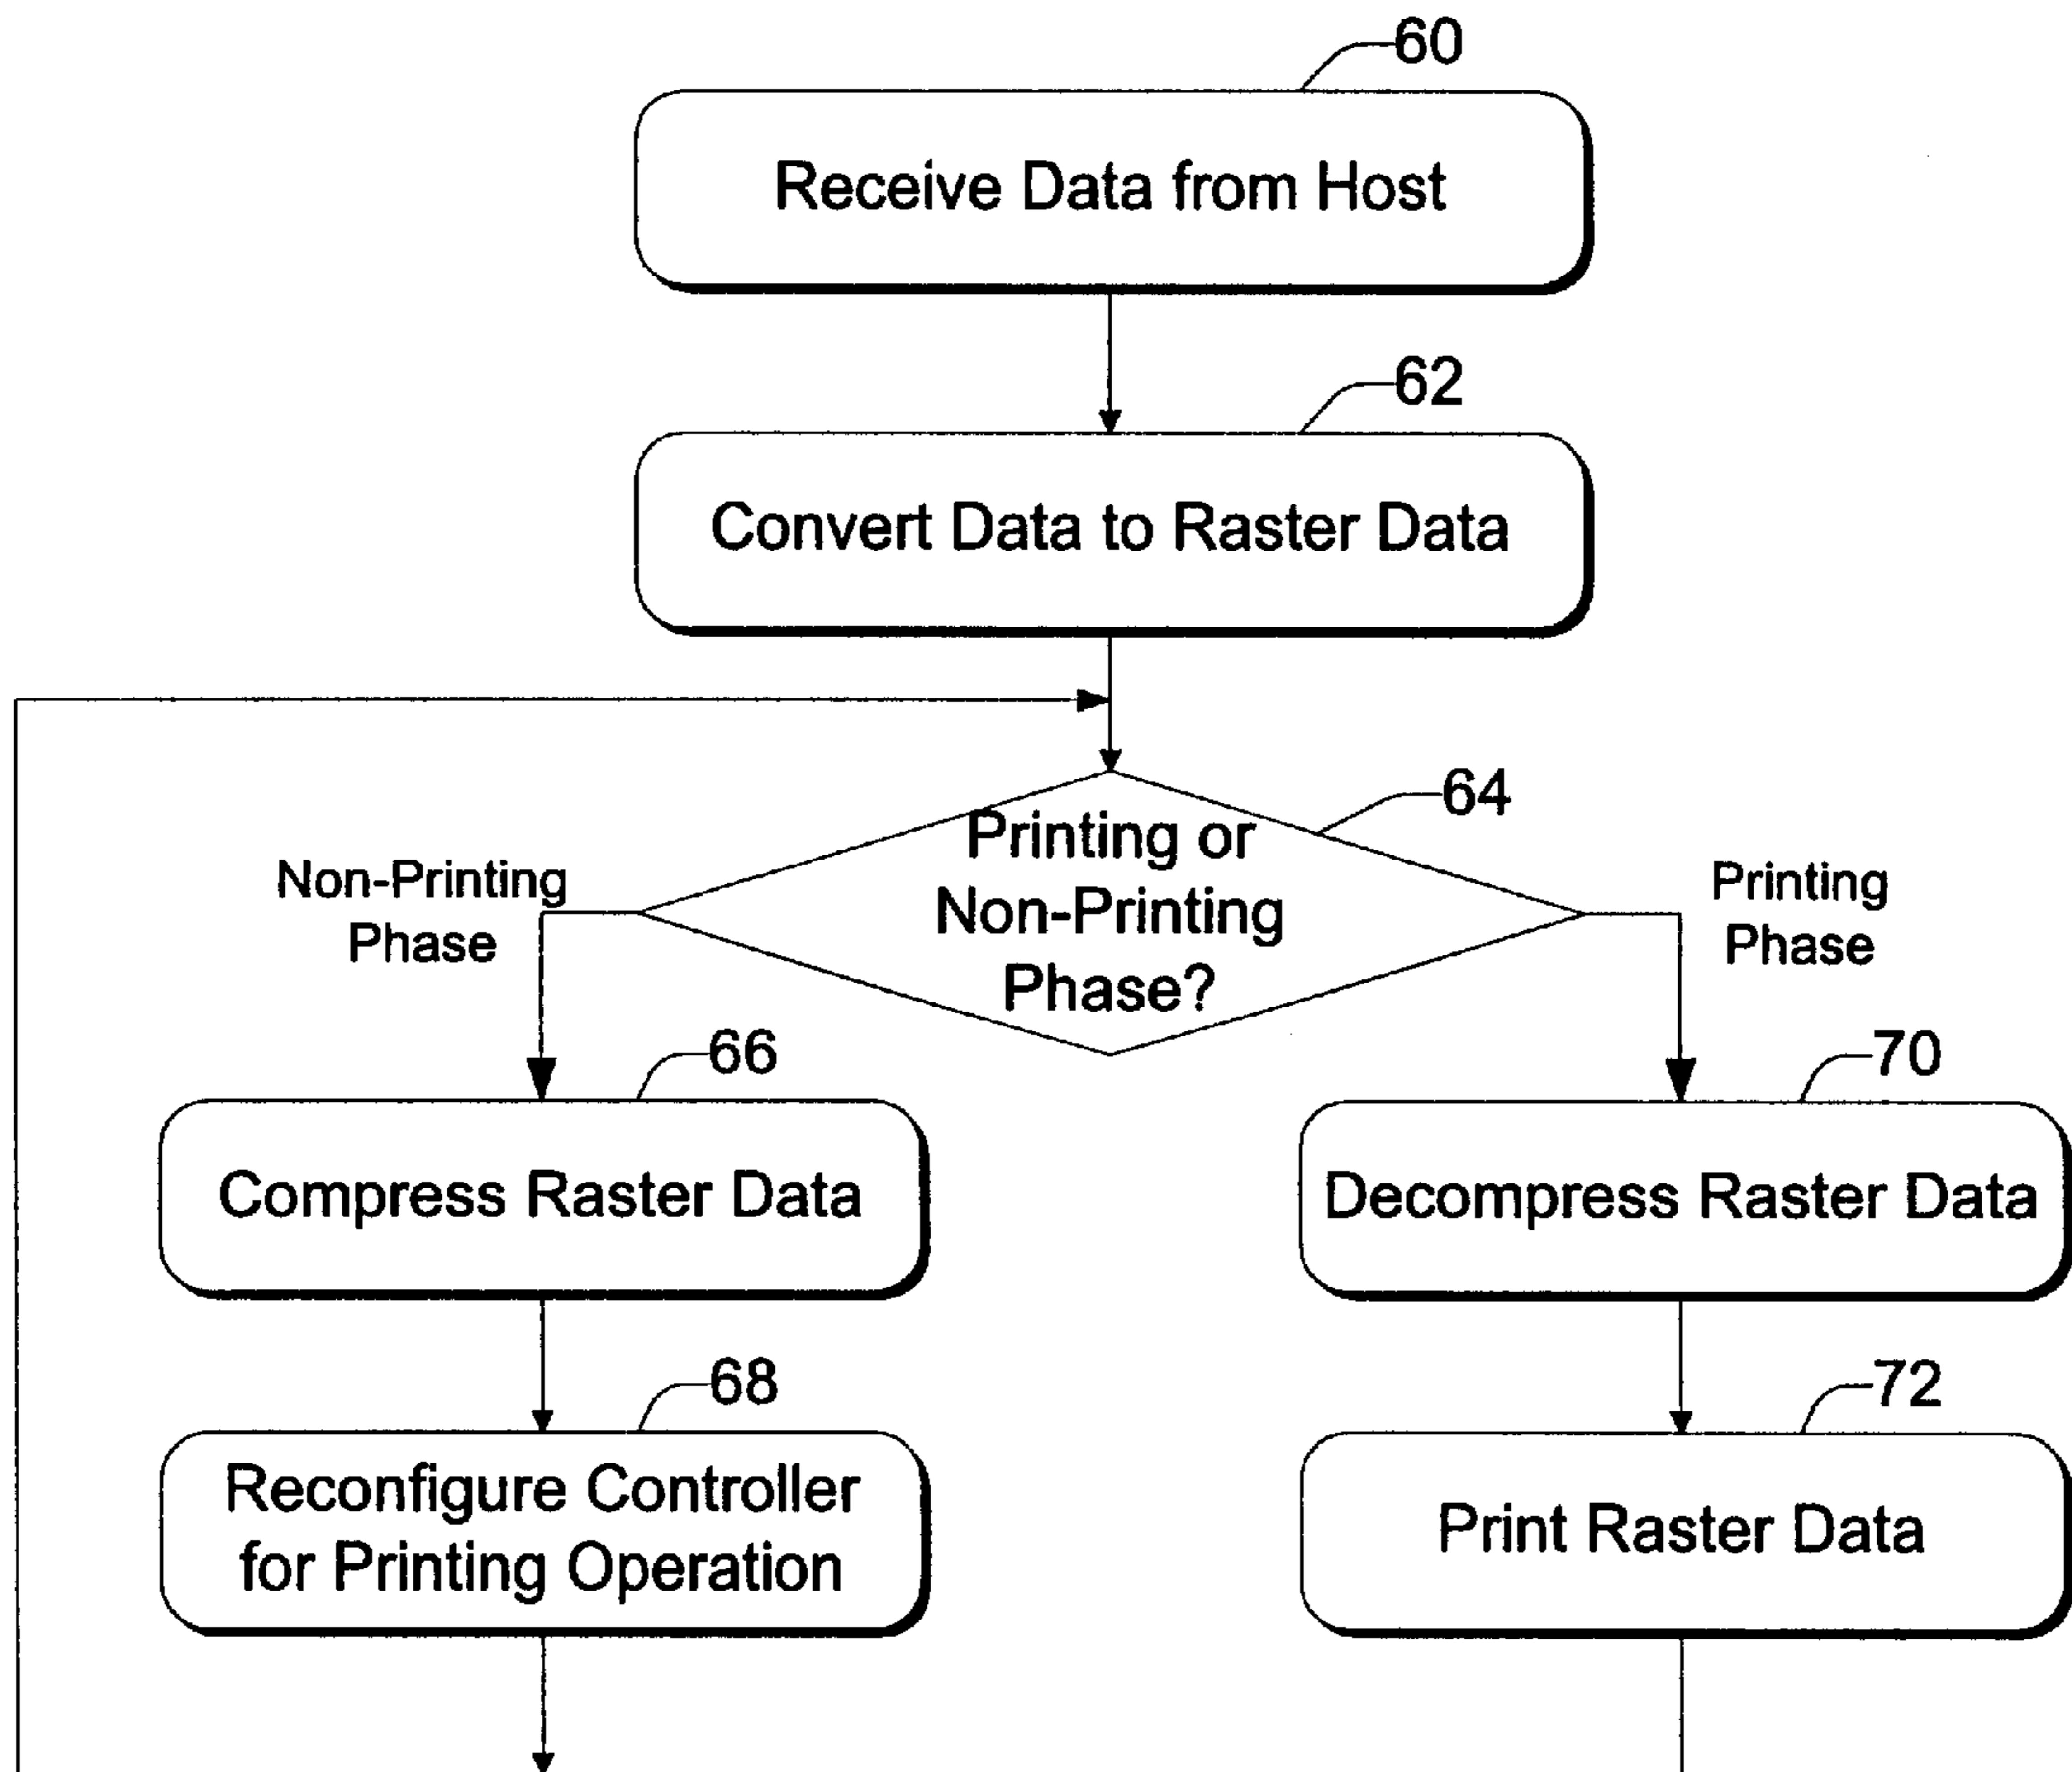 60
Receive Data from Host
62
Convert Data to Raster Data
64
Printing or
Non-Printing
Phase?
Non-Printing
Phase
Printing
Phase
66
Compress Raster Data
70
Decompress Raster Data
68
Reconfigure Controller
for Printing Operation
72
Print Raster Data